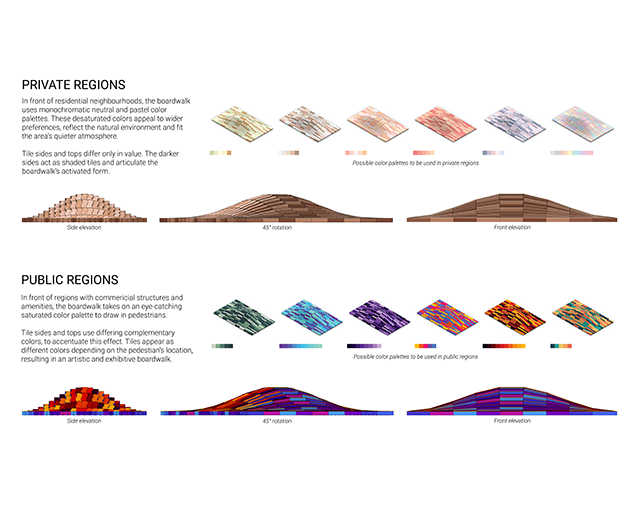 PRIVATE REGIONS
In front of residential neighbourhoods, the boardwalk
uses monochromatic neutral and pastel color
palettes. These desaturated colors appeal to wider
preferences, reflect the natural environment and fit
the area's quieter atmosphere.
Tile sides and tops differ only in value. The darker
sides act as shaded tiles and articulate the
boardwalk's activated form.
Possible color palettes to be used in private regions
Side elevation
45° rotation
Front elevation
PUBLIC REGIONS
In front of regions with commercial structures and
amenities, the boardwalk takes on an eye-catching
saturated color palette to draw in pedestrians.
Tile sides and tops use differing complementary
colors, to accentuate this effect. Tiles appear as
different colors depending on the pedestian's location,
resulting in an artistic and exhibitive boardwalk.
Possible color palettes to be used in public regions
Side elevation
45° rotation
Front elevation